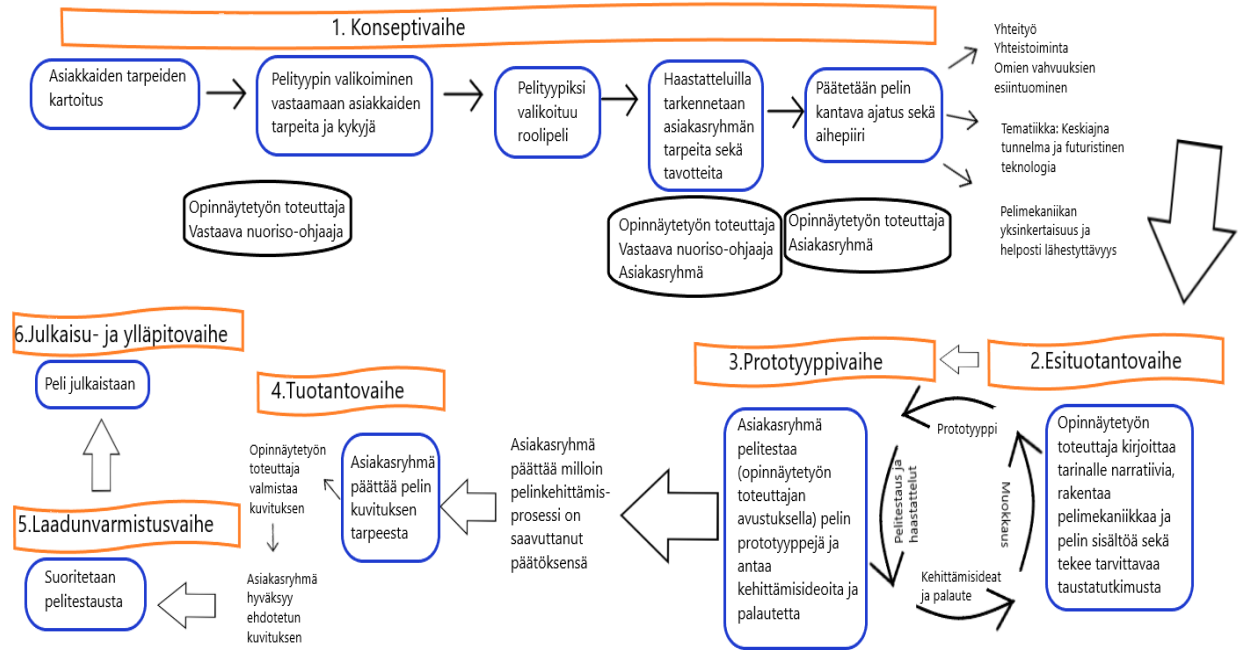 1. Konseptivaihe
Asiakkaiden tarpeiden
kartoitus
Pelityypin valikoiminen
vastaamaan asiakkaiden
tarpeita ja kykyjä
Pelityypiksi
valikoituu
roolipeli
Haastatteluilla
tarkennetaan
asiakasryhmän
tarpeita sekä
tavotteita
Päätetään pelin
kantava ajatus sekä
aihepiiri
Yhteityö
Yhteistoiminta
Omien vahvuuksien
esiintuominen
Tematiikka: Keskiajna
tunnelma ja futuristinen
teknologia
Pelimekaniikan
yksinkertaisuus ja
helposti lähestyttävyys
Opinnäytetyön toteuttaja
Vastaava nuoriso-ohjaaja
Opinnäytetyön toteuttaja
Vastaava nuoriso-ohjaaja
Asiakasryhmä
Opinnäytetyön toteuttaja
Asiakasryhmä
2.Esituotantovaihe
Opinnäytetyön
toteuttaja kirjoittaa
tarinalle narratiivia,
rakentaa
pelimekaniikkaa ja
pelin sisältöä sekä
tekee tarvittavaa
taustatutkimusta
Prototyyppi
Pelitestaus ja
haastattelut
Kehittämisideat
ja palaute
Muokkaus
3.Prototyyppivaihe
Asiakasryhmä
pelitestaa
(opinnäytetyön
toteuttajan
avustuksella) pelin
prototyyppejä ja
antaa
kehittämisideoita ja
palautetta
Asiakasryhmä
päättää milloin
pelinkehittämis-
prosessi on
saavuttanut
päätöksensä
4.Tuotantovaihe
Asiakasryhmä
päättää pelin
kuvituksen
tarpeesta
Opinnäytetyön
toteuttaja
valmistaa
kuvituksen
Asiakasryhmä
hyväksyy
ehdotetun
kuvituksen
5.Laadunvarmistusvaihe
Suoritetaan
pelitestausta
6.Julkaisu- ja ylläpitovaihe
Peli julkaistaan